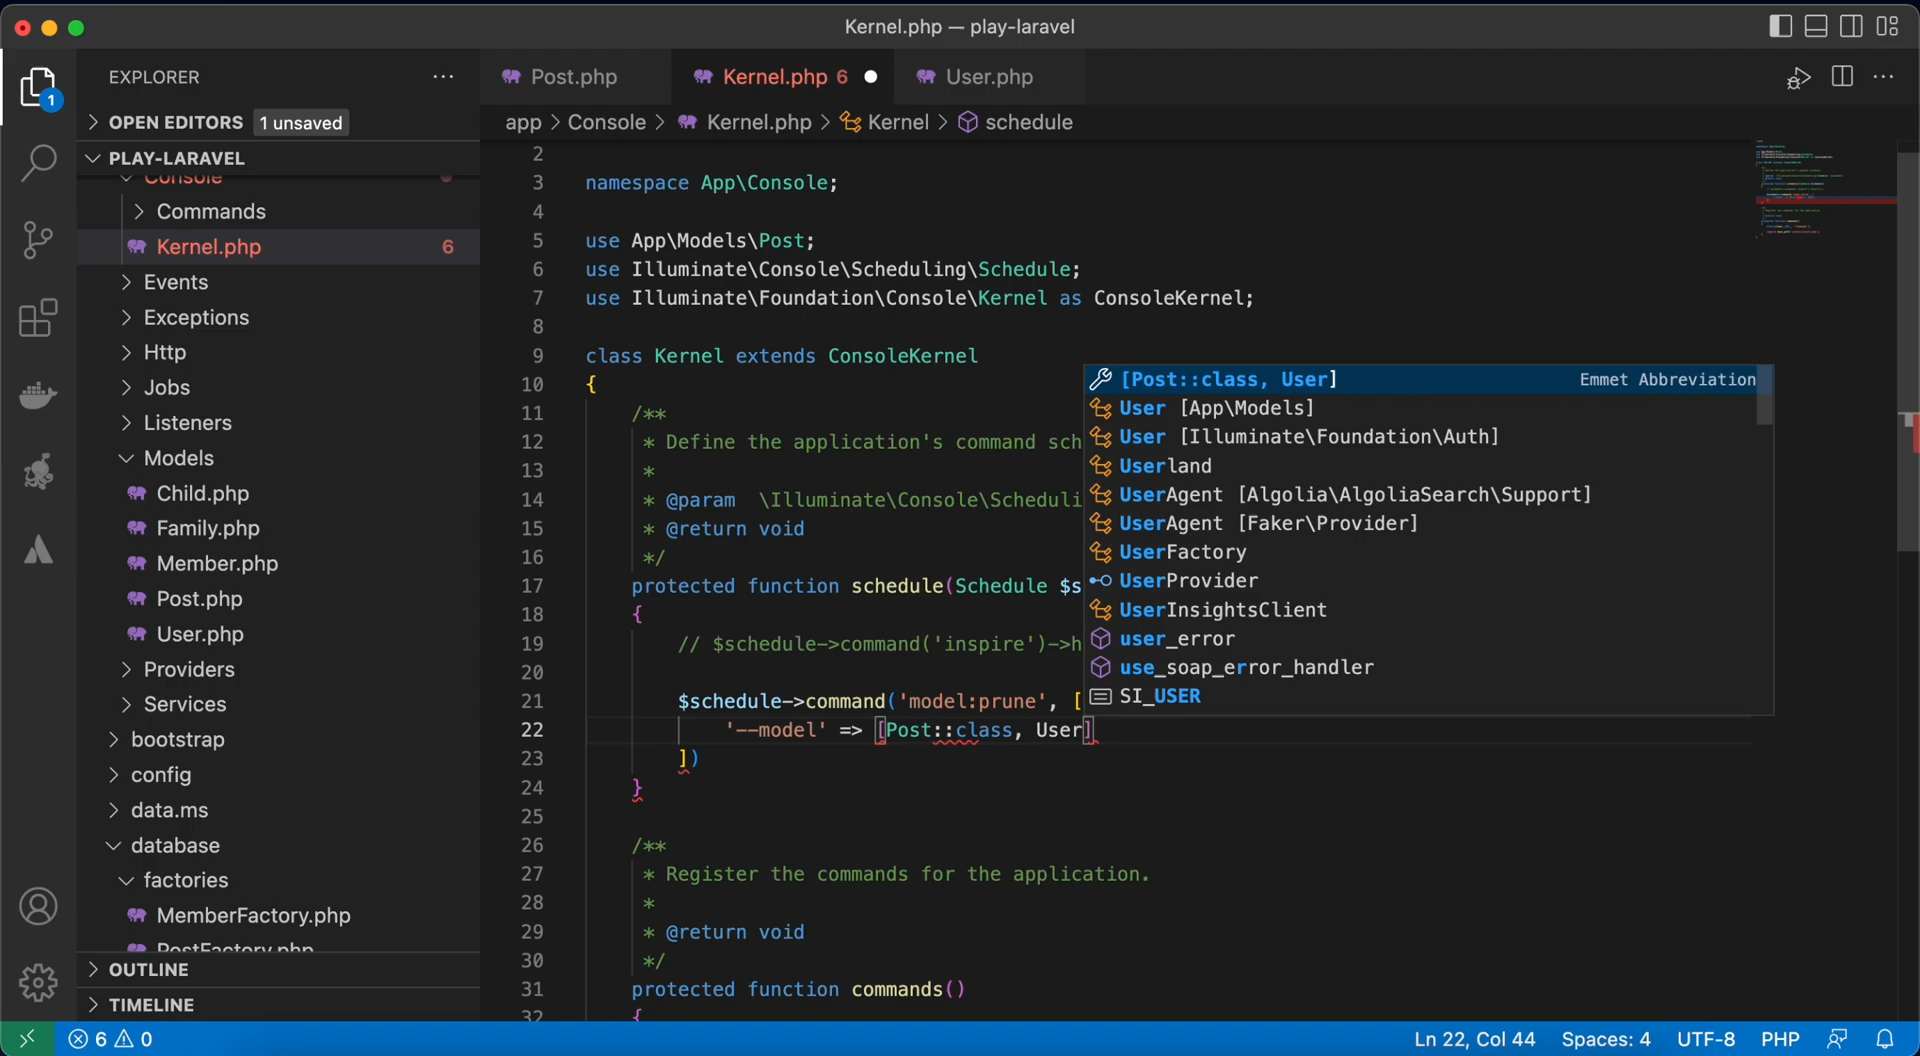 Kernel.php — play-laravel
EXPLORER
1
OPEN EDITORS 1 unsaved
PLAY-LARAVEL
Console
Commands
Kernel.php 6
Events
Exceptions
Http
Jobs
Listeners
Models
Child.php
Family.php
Member.php
Post.php
User.php
Providers
Services
bootstrap
config
data.ms
database
factories
MemberFactory.php
PostFactory.php
OUTLINE
TIMELINE
Post.php Kernel.php 6 User.php
app > Console > Kernel.php > Kernel > schedule
2
3 namespace App\Console;
4
5 use App\Models\Post;
6 use Illuminate\Console\Scheduling\Schedule;
7 use Illuminate\Foundation\Console\Kernel as ConsoleKernel;
8
9 class Kernel extends ConsoleKernel
10 {
11 /**
12 * Define the application's command sch
13 *
14 * @param \Illuminate\Console\Scheduli
15 * @return void
16 */
17 protected function schedule(Schedule $s
18 {
19 // $schedule->command('inspire')->h
20
21 $schedule->command('model:prune', [
22 '--model' => [Post::class, User]
23 ])
24 }
25
26 /**
27 * Register the commands for the application.
28 *
29 * @return void
30 */
31 protected function commands()
32 {
[Post::class, User] Emmet Abbreviation
User [App\Models]
User [Illuminate\Foundation\Auth]
Userland
UserAgent [Algolia\AlgoliaSearch\Support]
UserAgent [Faker\Provider]
UserFactory
UserProvider
UserInsightsClient
user_error
use_soap_error_handler
SI_USER
6 0 Ln 22, Col 44 Spaces: 4 UTF-8 PHP